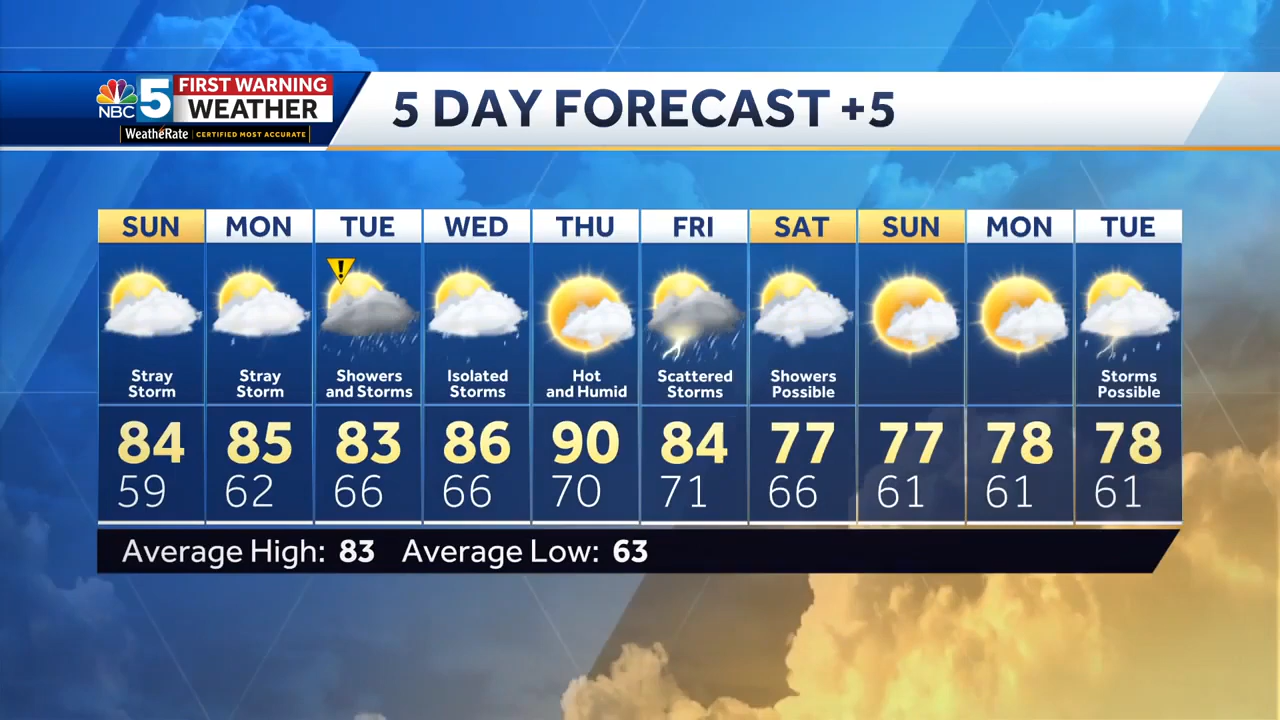 FIRST WARNING
NBC 5 WEATHER
WeatheRate CERTIFIED MOST ACCURATE
5 DAY FORECAST +5
SUN MON TUE WED THU FRI SAT SUN MON TUE
!
Stray Stray Showers Isolated Hot Scattered Showers Storms
Storm Storm and Storms Storms and Humid Storms Possible Possible
84 85 83 86 90 84 77 77 78 78
59 62 66 66 70 71 66 61 61 61
Average High: 83 Average Low: 63